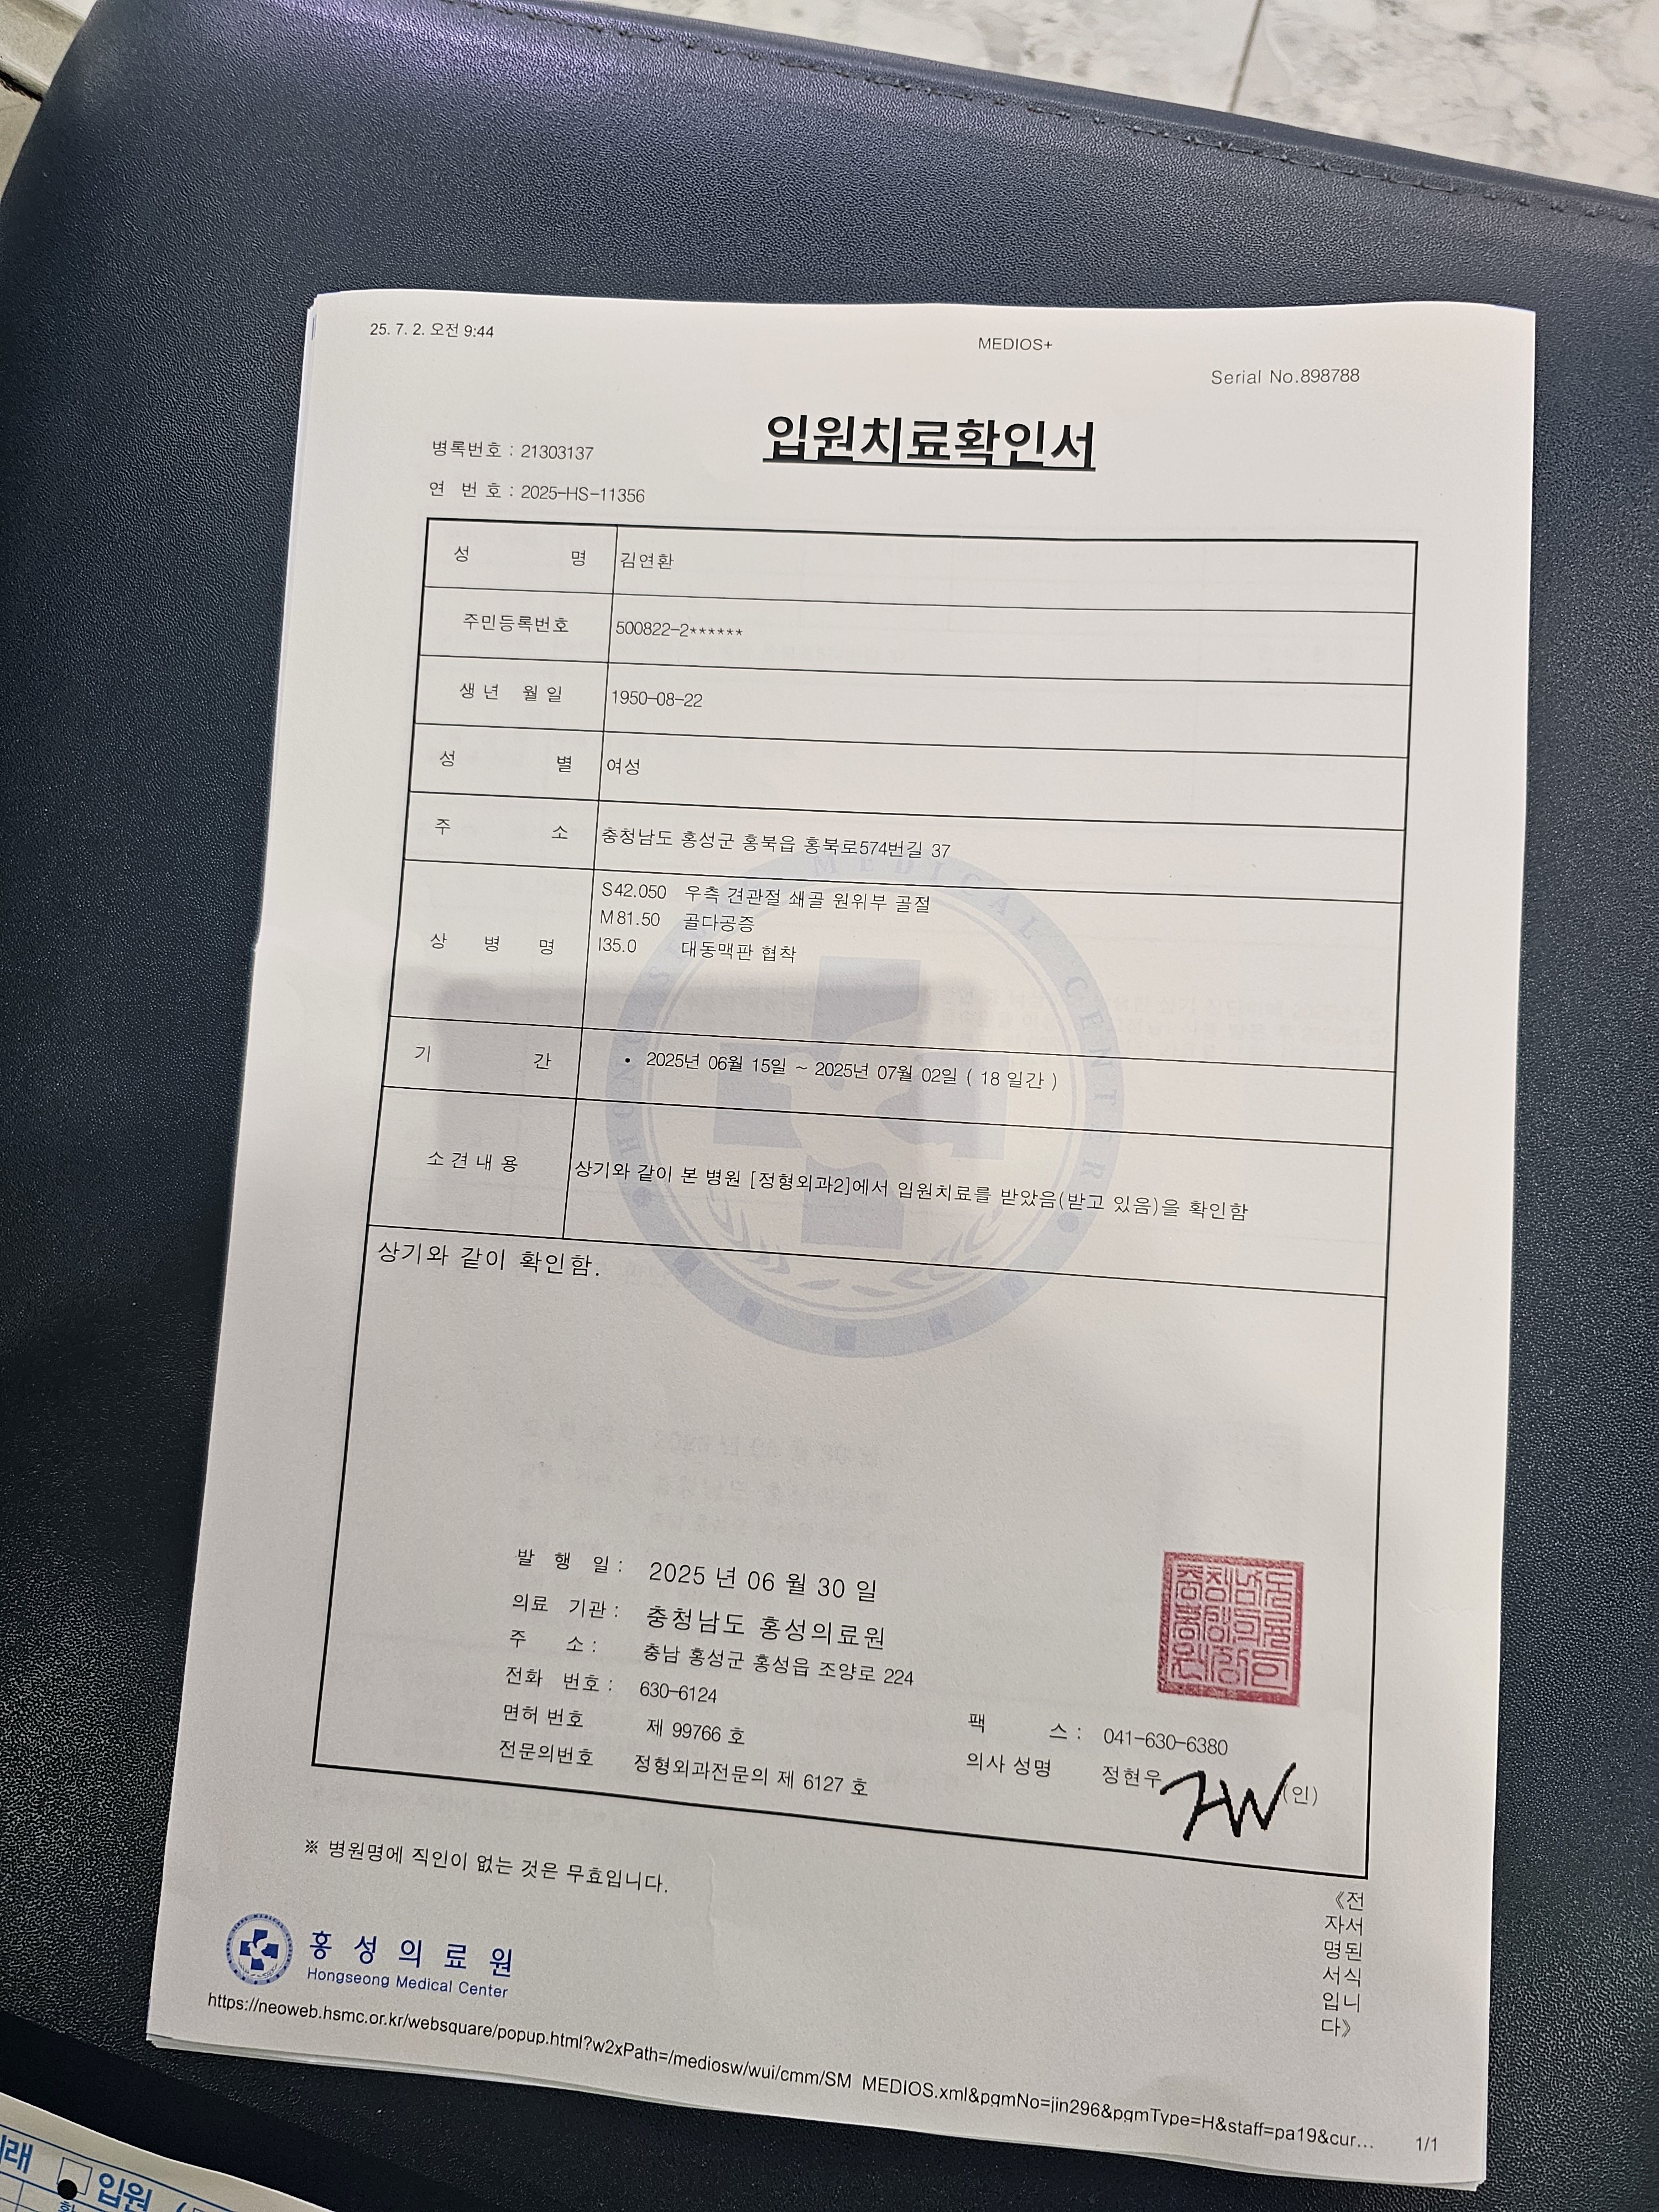 25. 7. 2. 오전 9:44
MEDIOS+
Serial No.898788
입원치료확인서
병록번호 : 21303137
연 번 호 : 2025-HS-11356
성 명 김연환
주민등록번호 500822-2******
생년 월일 1950-08-22
성 별 여성
주 소 충청남도 홍성군 홍북읍 홍북로574번길 37
상 병 명
S42.050 우측 견관절 쇄골 원위부 골절
M81.50 골다공증
I35.0 대동맥판 협착
기 간 • 2025년 06월 15일 ~ 2025년 07월 02일 ( 18 일간 )
소견내용 상기와 같이 본 병원 [정형외과2]에서 입원치료를 받았음(받고 있음)을 확인함
상기와 같이 확인함.
MEDICAL CENTER
발 행 일 : 2025 년 06 월 30 일
의료 기관 : 충청남도 홍성의료원
주 소 : 충남 홍성군 홍성읍 조양로 224
전화 번호 : 630-6124
팩 스 : 041-630-6380
면허 번호 제 99766 호
의사 성명 정현우 (인)
전문의번호 정형외과전문의 제 6127 호
※ 병원명에 직인이 없는 것은 무효입니다.
《전
자서
명된
서식
입니
다》
홍성의료원
Hongseong Medical Center
https://neoweb.hsmc.or.kr/websquare/popup.html?w2xPath=/mediosw/wui/cmm/SM_MEDIOS.xml&pgmNo=jin296&pgmType=H&staff=pa19&cur...
1/1
입원